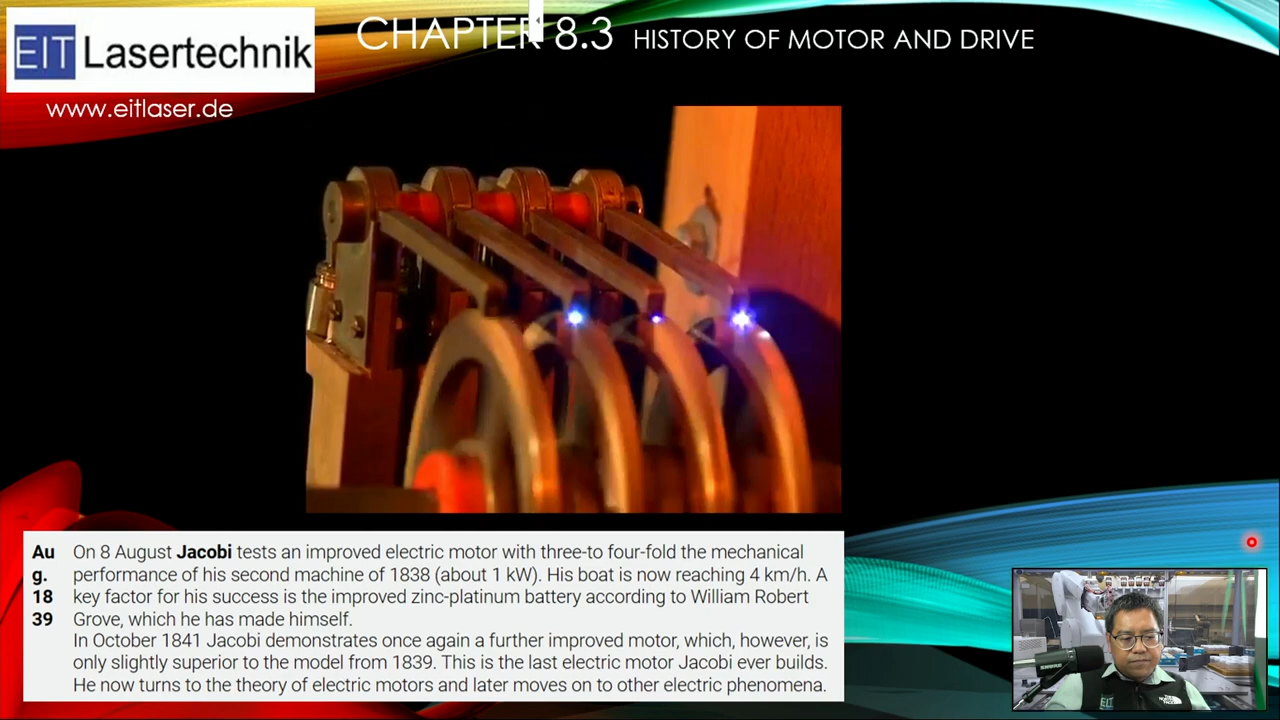 EIT Lasertechnik
www.eitlaser.de
CHAPTER 8.3 HISTORY OF MOTOR AND DRIVE
Au On 8 August Jacobi tests an improved electric motor with three-to four-fold the mechanical
g. performance of his second machine of 1838 (about 1 kW). His boat is now reaching 4 km/h. A
18 key factor for his success is the improved zinc-platinum battery according to William Robert
39 Grove, which he has made himself.
In October 1841 Jacobi demonstrates once again a further improved motor, which, however, is
only slightly superior to the model from 1839. This is the last electric motor Jacobi ever builds.
He now turns to the theory of electric motors and later moves on to other electric phenomena.
SHURE
EIT